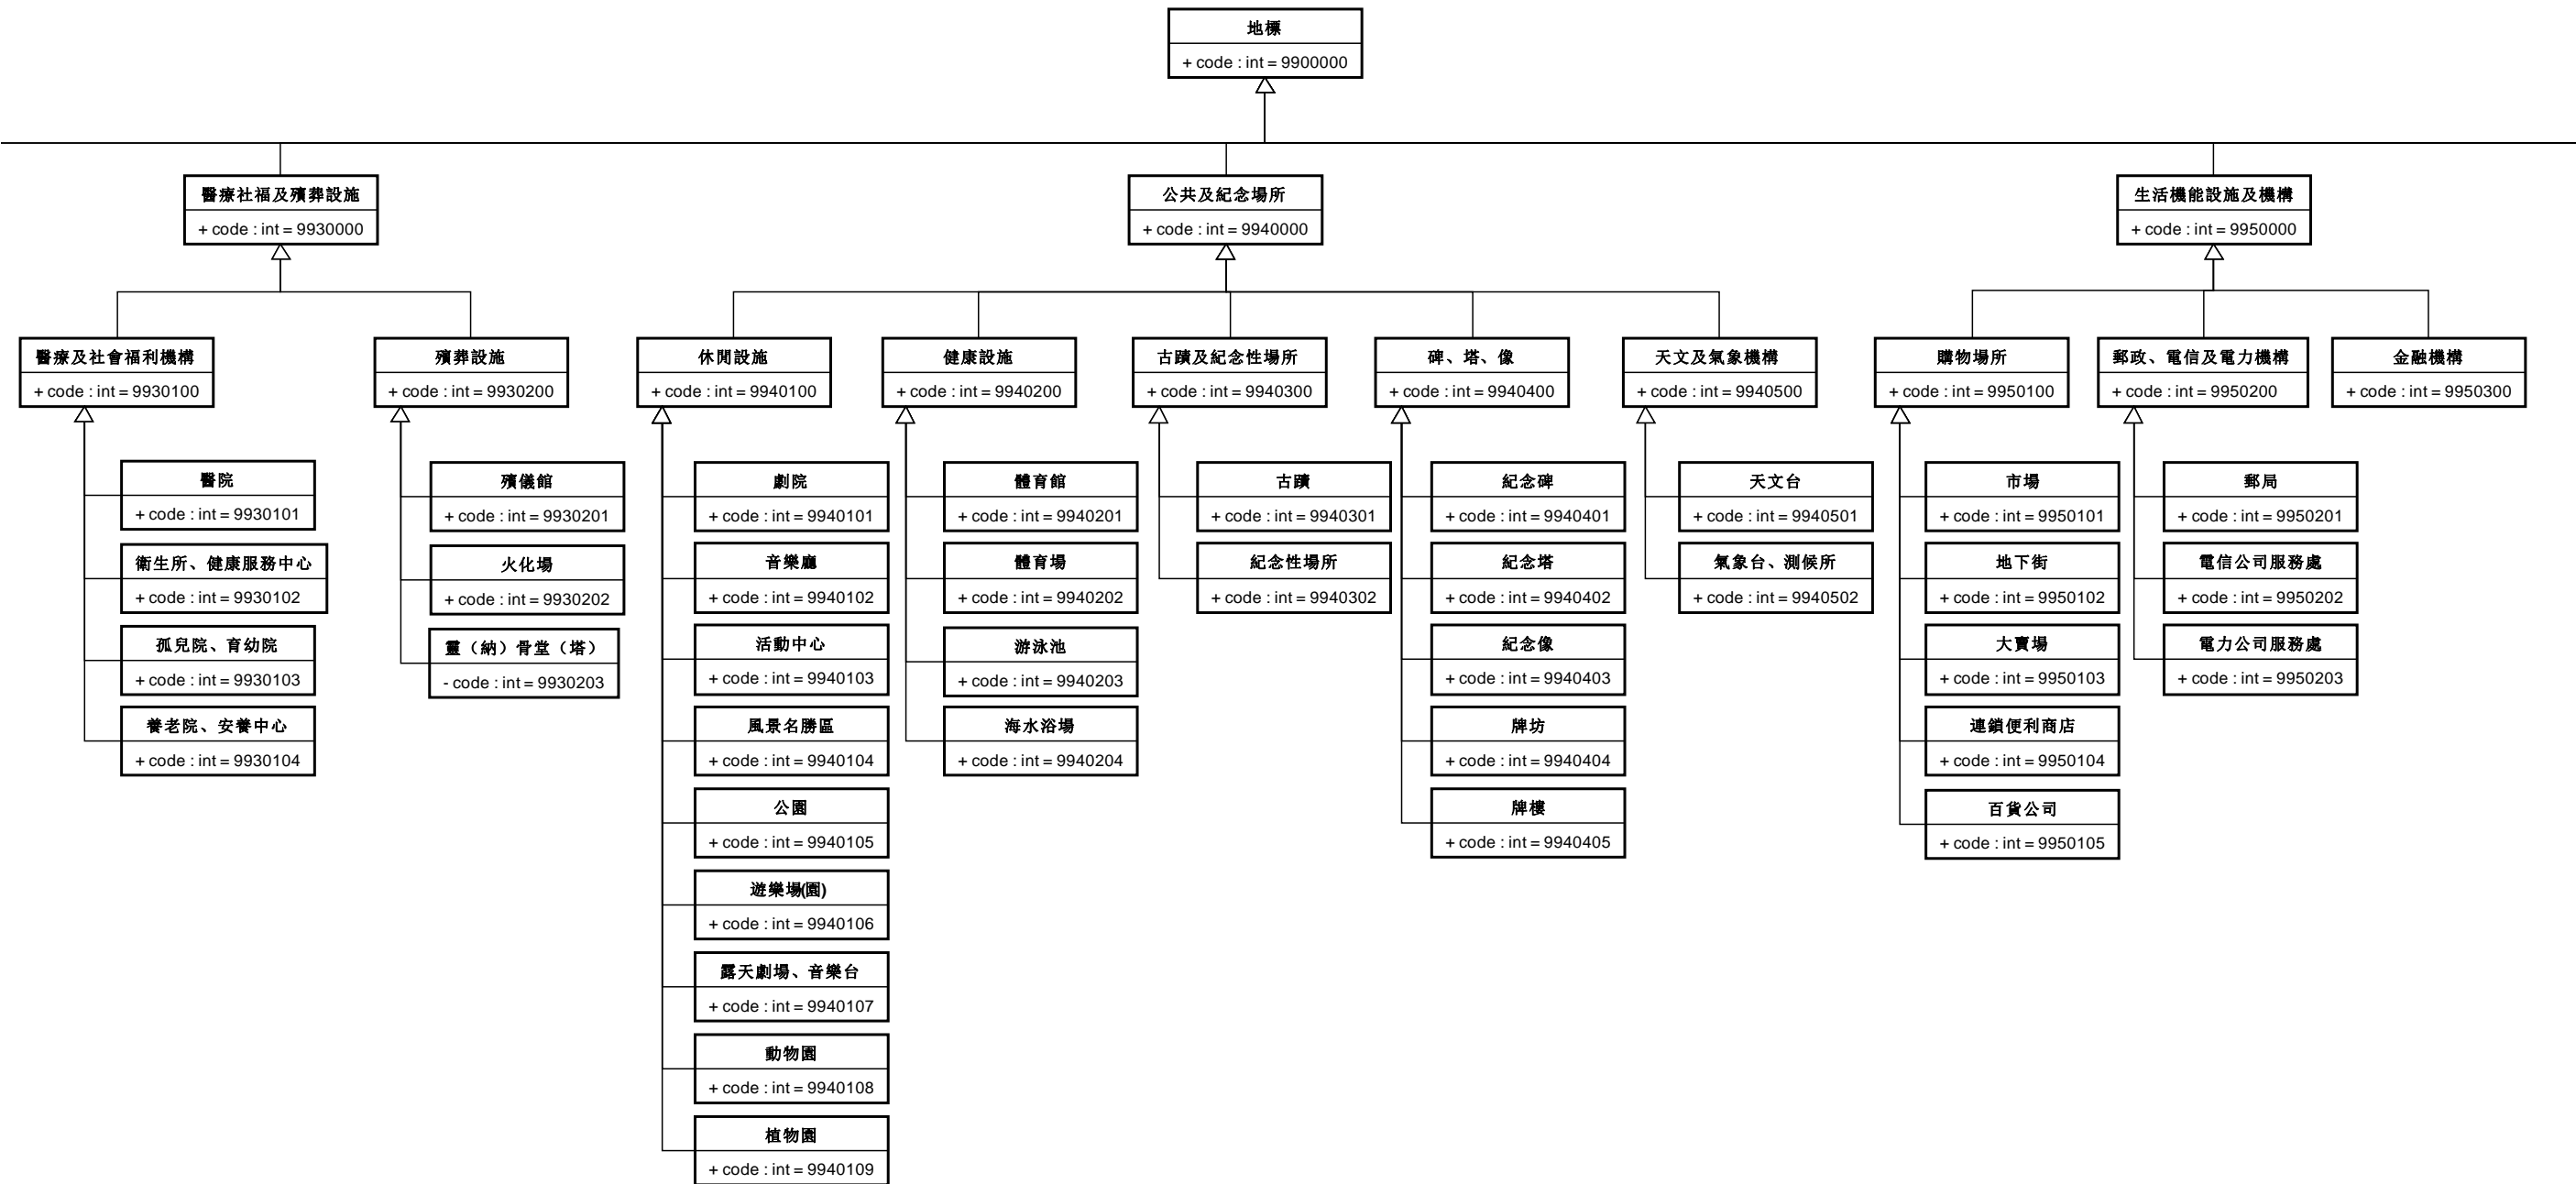 地標
+ code : int = 9900000
醫療社福及殯葬設施
+ code : int = 9930000
公共及紀念場所
+ code : int = 9940000
生活機能設施及機構
+ code : int = 9950000
醫療及社會福利機構
+ code : int = 9930100
殯葬設施
+ code : int = 9930200
休閒設施
+ code : int = 9940100
健康設施
+ code : int = 9940200
古蹟及紀念性場所
+ code : int = 9940300
碑、塔、像
+ code : int = 9940400
天文及氣象機構
+ code : int = 9940500
購物場所
+ code : int = 9950100
郵政、電信及電力機構
+ code : int = 9950200
金融機構
+ code : int = 9950300
醫院
+ code : int = 9930101
衛生所、健康服務中心
+ code : int = 9930102
孤兒院、育幼院
+ code : int = 9930103
養老院、安養中心
+ code : int = 9930104
殯儀館
+ code : int = 9930201
火化場
+ code : int = 9930202
靈（納）骨堂（塔）
- code : int = 9930203
劇院
+ code : int = 9940101
音樂廳
+ code : int = 9940102
活動中心
+ code : int = 9940103
風景名勝區
+ code : int = 9940104
公園
+ code : int = 9940105
遊樂場(園)
+ code : int = 9940106
露天劇場、音樂台
+ code : int = 9940107
動物園
+ code : int = 9940108
植物園
+ code : int = 9940109
體育館
+ code : int = 9940201
體育場
+ code : int = 9940202
游泳池
+ code : int = 9940203
海水浴場
+ code : int = 9940204
古蹟
+ code : int = 9940301
紀念性場所
+ code : int = 9940302
紀念碑
+ code : int = 9940401
紀念塔
+ code : int = 9940402
紀念像
+ code : int = 9940403
牌坊
+ code : int = 9940404
牌樓
+ code : int = 9940405
天文台
+ code : int = 9940501
氣象台、測候所
+ code : int = 9940502
市場
+ code : int = 9950101
地下街
+ code : int = 9950102
大賣場
+ code : int = 9950103
連鎖便利商店
+ code : int = 9950104
百貨公司
+ code : int = 9950105
郵局
+ code : int = 9950201
電信公司服務處
+ code : int = 9950202
電力公司服務處
+ code : int = 9950203